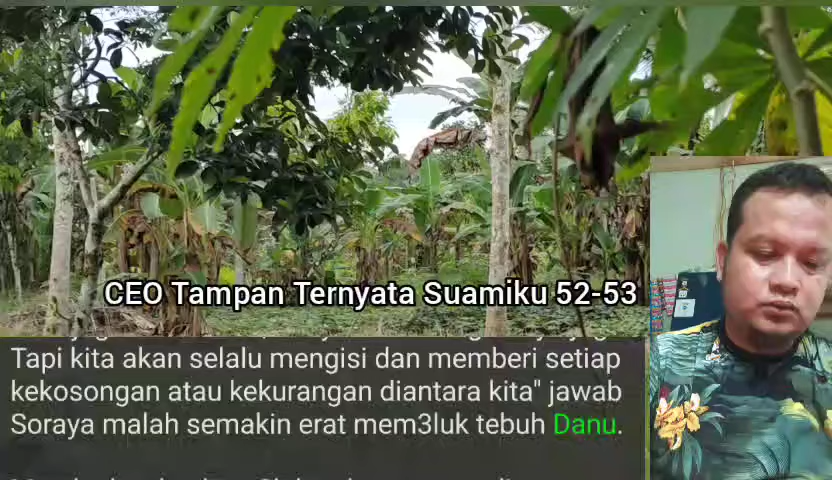 CEO Tampan Ternyata Suamiku 52-53
Tapi kita akan selalu mengisi dan memberi setiap
kekosongan atau kekurangan diantara kita" jawab
Soraya malah semakin erat mem3luk tebuh Danu.